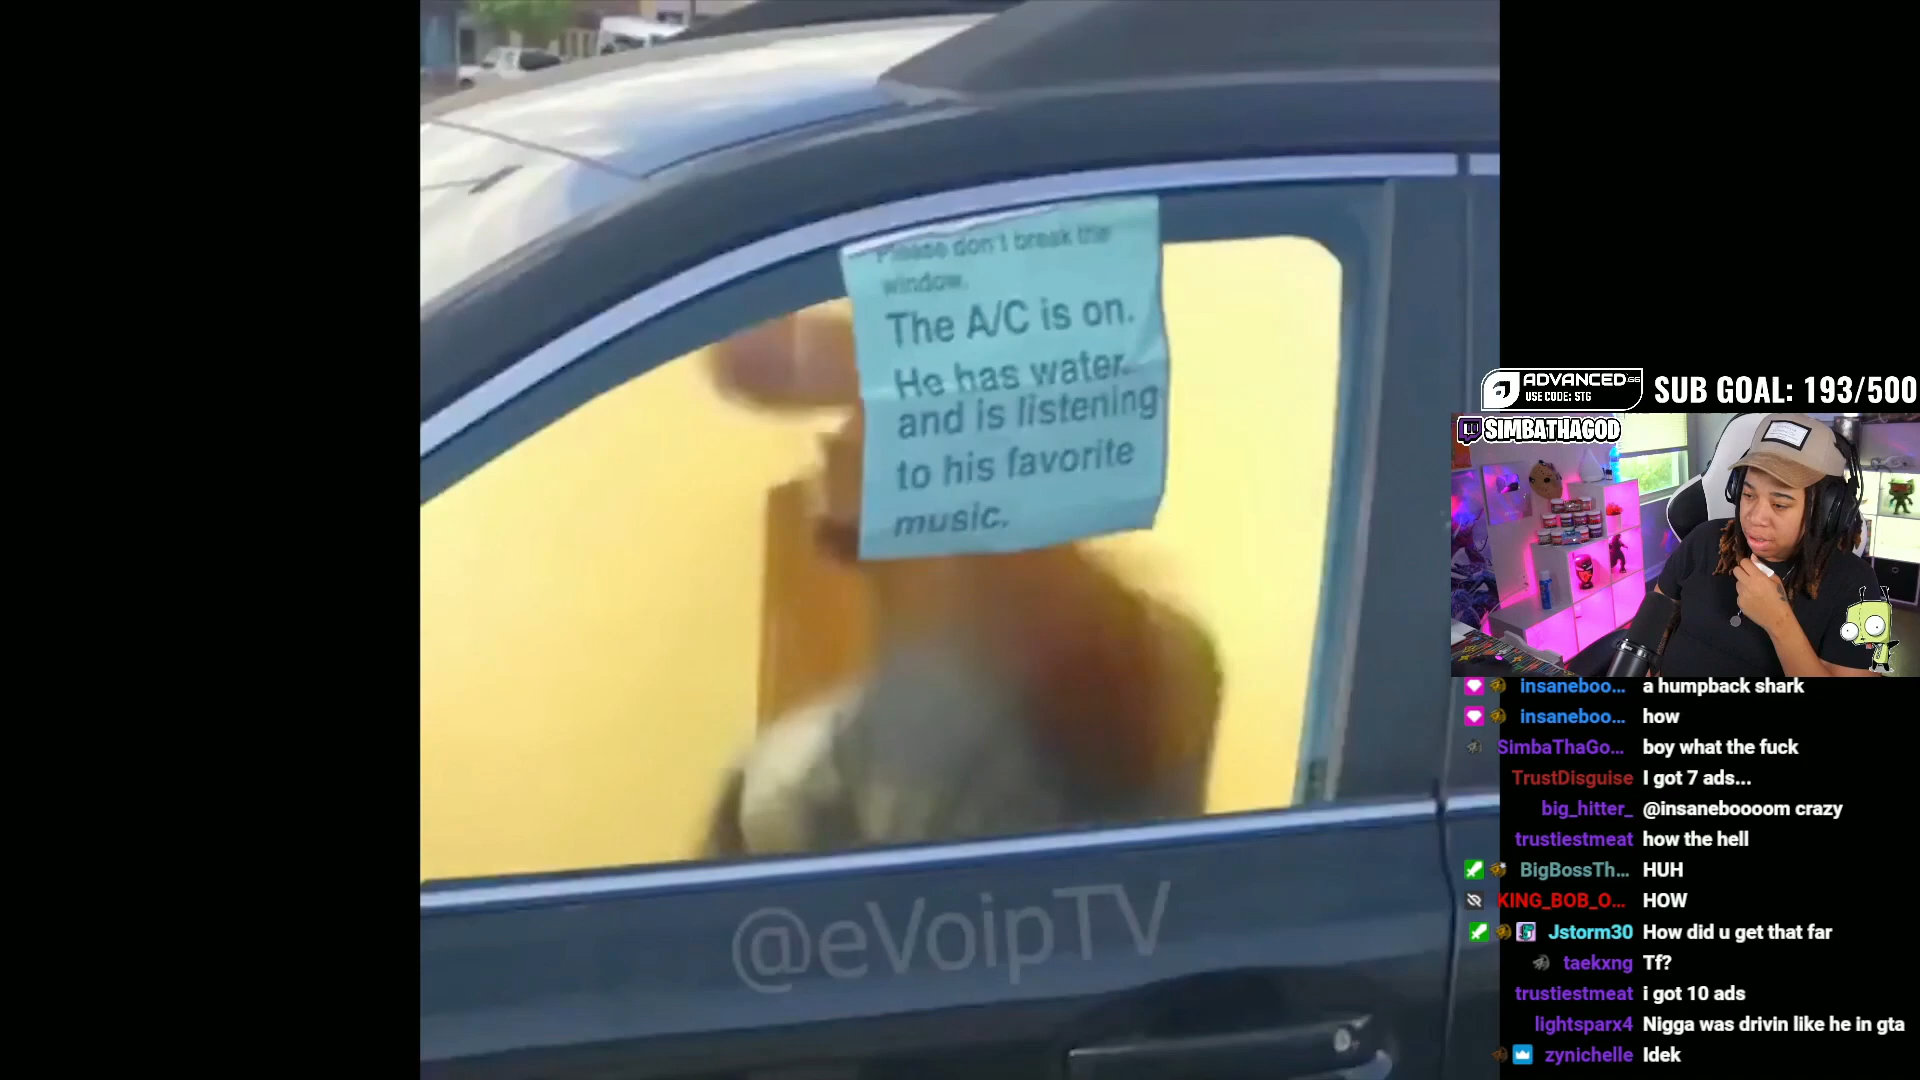 Please don't break the
window.
The A/C is on.
He has water
and is listening
to his favorite
music.
@eVoipTV
ADVANCED GG
USE CODE: STG
SUB GOAL: 193/500
SIMBATHAGOD
insaneboo... a humpback shark
insaneboo... how
SimbaThaGo... boy what the fuck
TrustDisguise I got 7 ads...
big_hitter_ @insaneboooom crazy
trustiestmeat how the hell
BigBossTh... HUH
KING_BOB_O... HOW
Jstorm30 How did u get that far
taekxng Tf?
trustiestmeat i got 10 ads
lightsparx4 Nigga was drivin like he in gta
zynichelle Idek